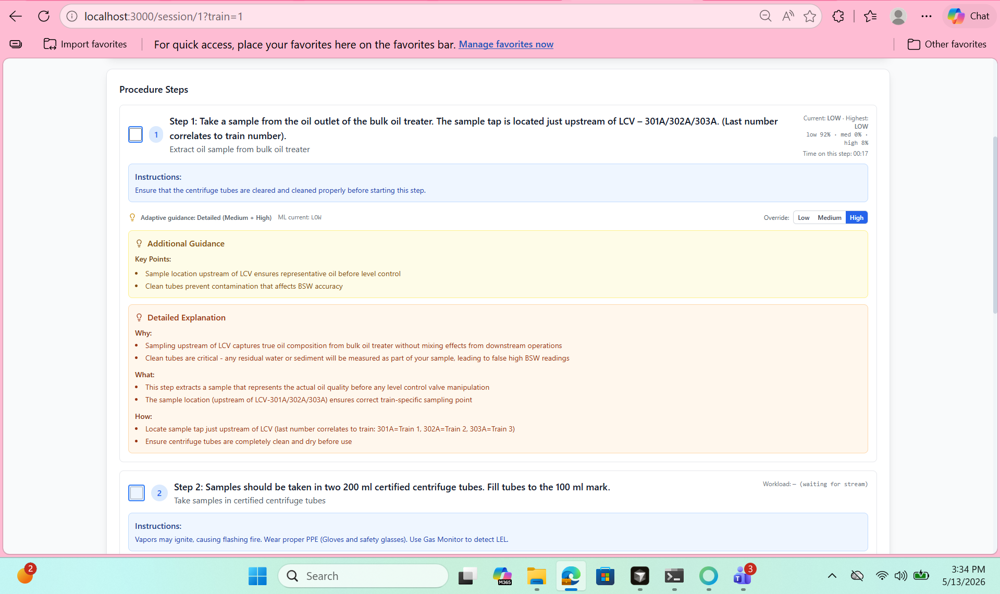 localhost:3000/session/1?train=1
Chat
Import favorites
For quick access, place your favorites here on the favorites bar. Manage favorites now
Other favorites
Procedure Steps
1
Step 1: Take a sample from the oil outlet of the bulk oil treater. The sample tap is located just upstream of LCV – 301A/302A/303A. (Last number
correlates to train number).
Extract oil sample from bulk oil treater
Current: LOW · Highest:
LOW
low 92% · med 0% ·
high 8%
Time on this step: 00:17
Instructions:
Ensure that the centrifuge tubes are cleared and cleaned properly before starting this step.
Adaptive guidance: Detailed (Medium + High) ML current: LOW
Override: Low Medium High
Additional Guidance
Key Points:
• Sample location upstream of LCV ensures representative oil before level control
• Clean tubes prevent contamination that affects BSW accuracy
Detailed Explanation
Why:
• Sampling upstream of LCV captures true oil composition from bulk oil treater without mixing effects from downstream operations
• Clean tubes are critical - any residual water or sediment will be measured as part of your sample, leading to false high BSW readings
What:
• This step extracts a sample that represents the actual oil quality before any level control valve manipulation
• The sample location (upstream of LCV-301A/302A/303A) ensures correct train-specific sampling point
How:
• Locate sample tap just upstream of LCV (last number correlates to train: 301A=Train 1, 302A=Train 2, 303A=Train 3)
• Ensure centrifuge tubes are completely clean and dry before use
2
Step 2: Samples should be taken in two 200 ml certified centrifuge tubes. Fill tubes to the 100 ml mark.
Take samples in certified centrifuge tubes
Workload: — (waiting for stream)
Instructions:
Vapors may ignite, causing flashing fire. Wear proper PPE (Gloves and safety glasses). Use Gas Monitor to detect LEL.
2
Search
M365
T
3
3:34 PM
5/13/2026